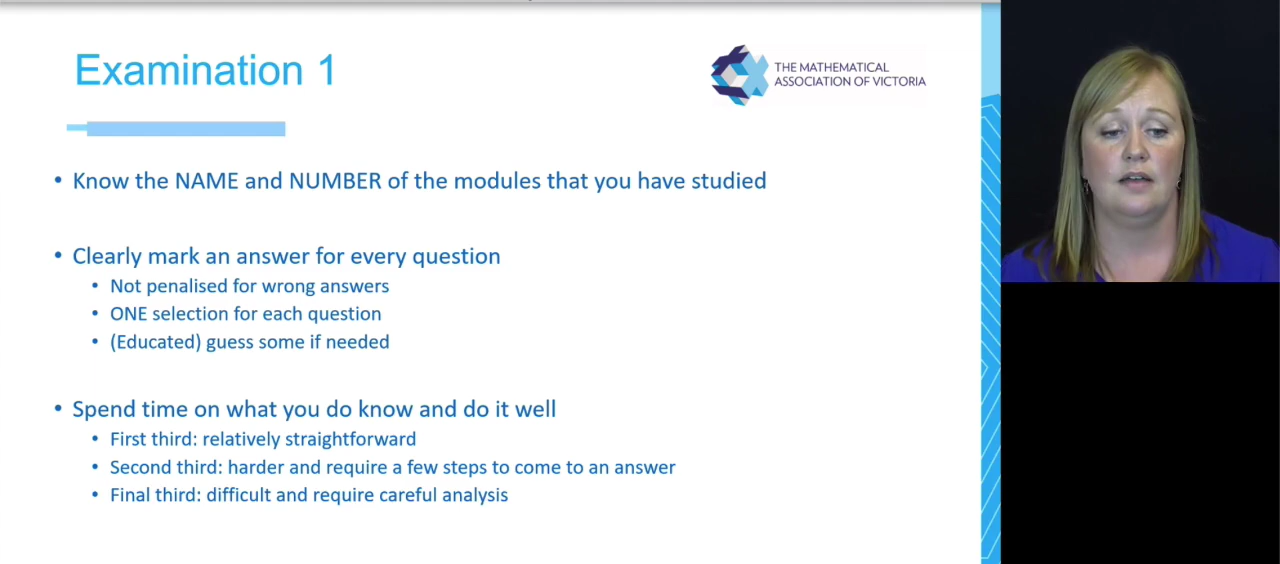 Examination 1
THE MATHEMATICAL
ASSOCIATION OF VICTORIA
• Know the NAME and NUMBER of the modules that you have studied
• Clearly mark an answer for every question
• Not penalised for wrong answers
• ONE selection for each question
• (Educated) guess some if needed
• Spend time on what you do know and do it well
• First third: relatively straightforward
• Second third: harder and require a few steps to come to an answer
• Final third: difficult and require careful analysis